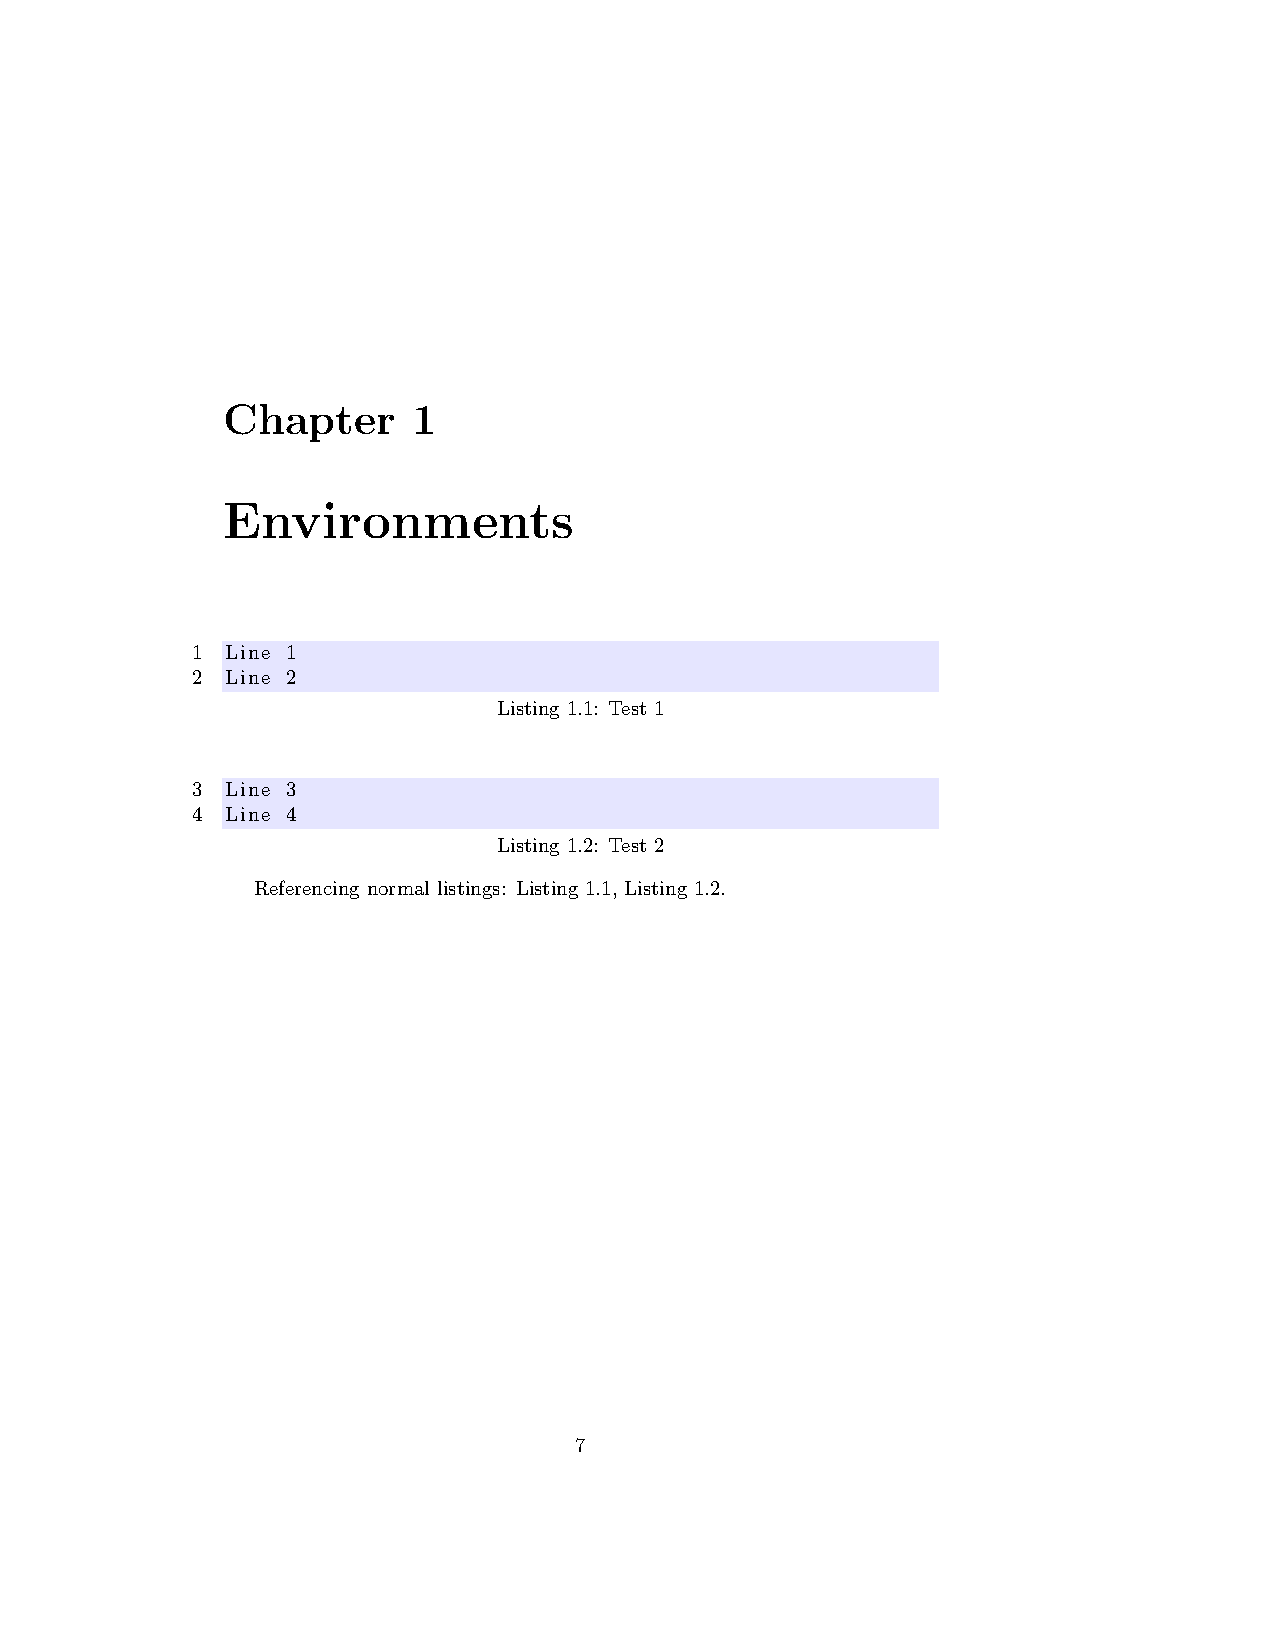 Chapter 1
Environments
1 Line 1
2 Line 2
Listing 1.1: Test 1
3 Line 3
4 Line 4
Listing 1.2: Test 2
Referencing normal listings: Listing 1.1, Listing 1.2.
7